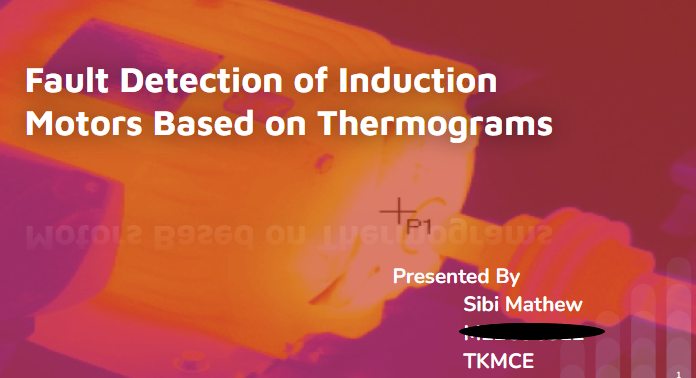 Fault Detection of Induction
Motors Based on Thermograms
P1
Presented By
Sibi Mathew
TKMCE
1